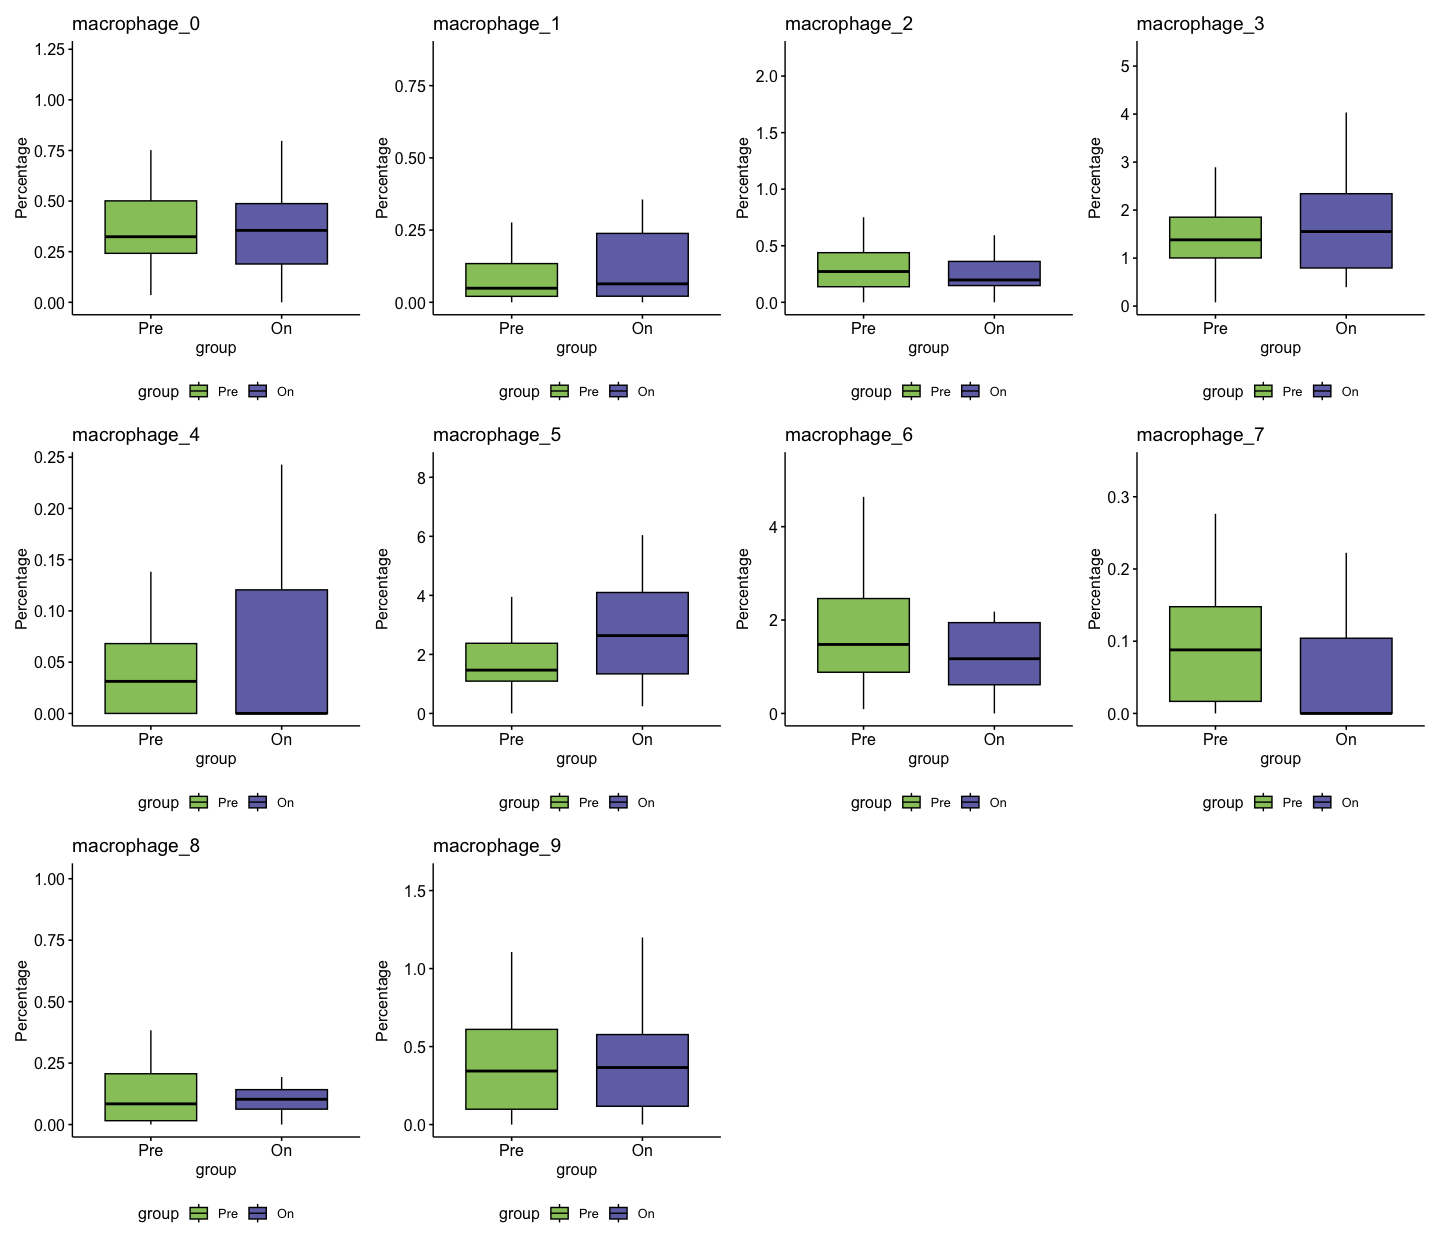 macrophage_0
1.25
1.00
0.75
0.50
0.25
0.00
Percentage
Pre On
group
group Pre On
macrophage_1
0.75
0.50
0.25
0.00
Percentage
Pre On
group
group Pre On
macrophage_2
2.0
1.5
1.0
0.5
0.0
Percentage
Pre On
group
group Pre On
macrophage_3
5
4
3
2
1
0
Percentage
Pre On
group
group Pre On
macrophage_4
0.25
0.20
0.15
0.10
0.05
0.00
Percentage
Pre On
group
group Pre On
macrophage_5
8
6
4
2
0
Percentage
Pre On
group
group Pre On
macrophage_6
4
2
0
Percentage
Pre On
group
group Pre On
macrophage_7
0.3
0.2
0.1
0.0
Percentage
Pre On
group
group Pre On
macrophage_8
1.00
0.75
0.50
0.25
0.00
Percentage
Pre On
group
group Pre On
macrophage_9
1.5
1.0
0.5
0.0
Percentage
Pre On
group
group Pre On